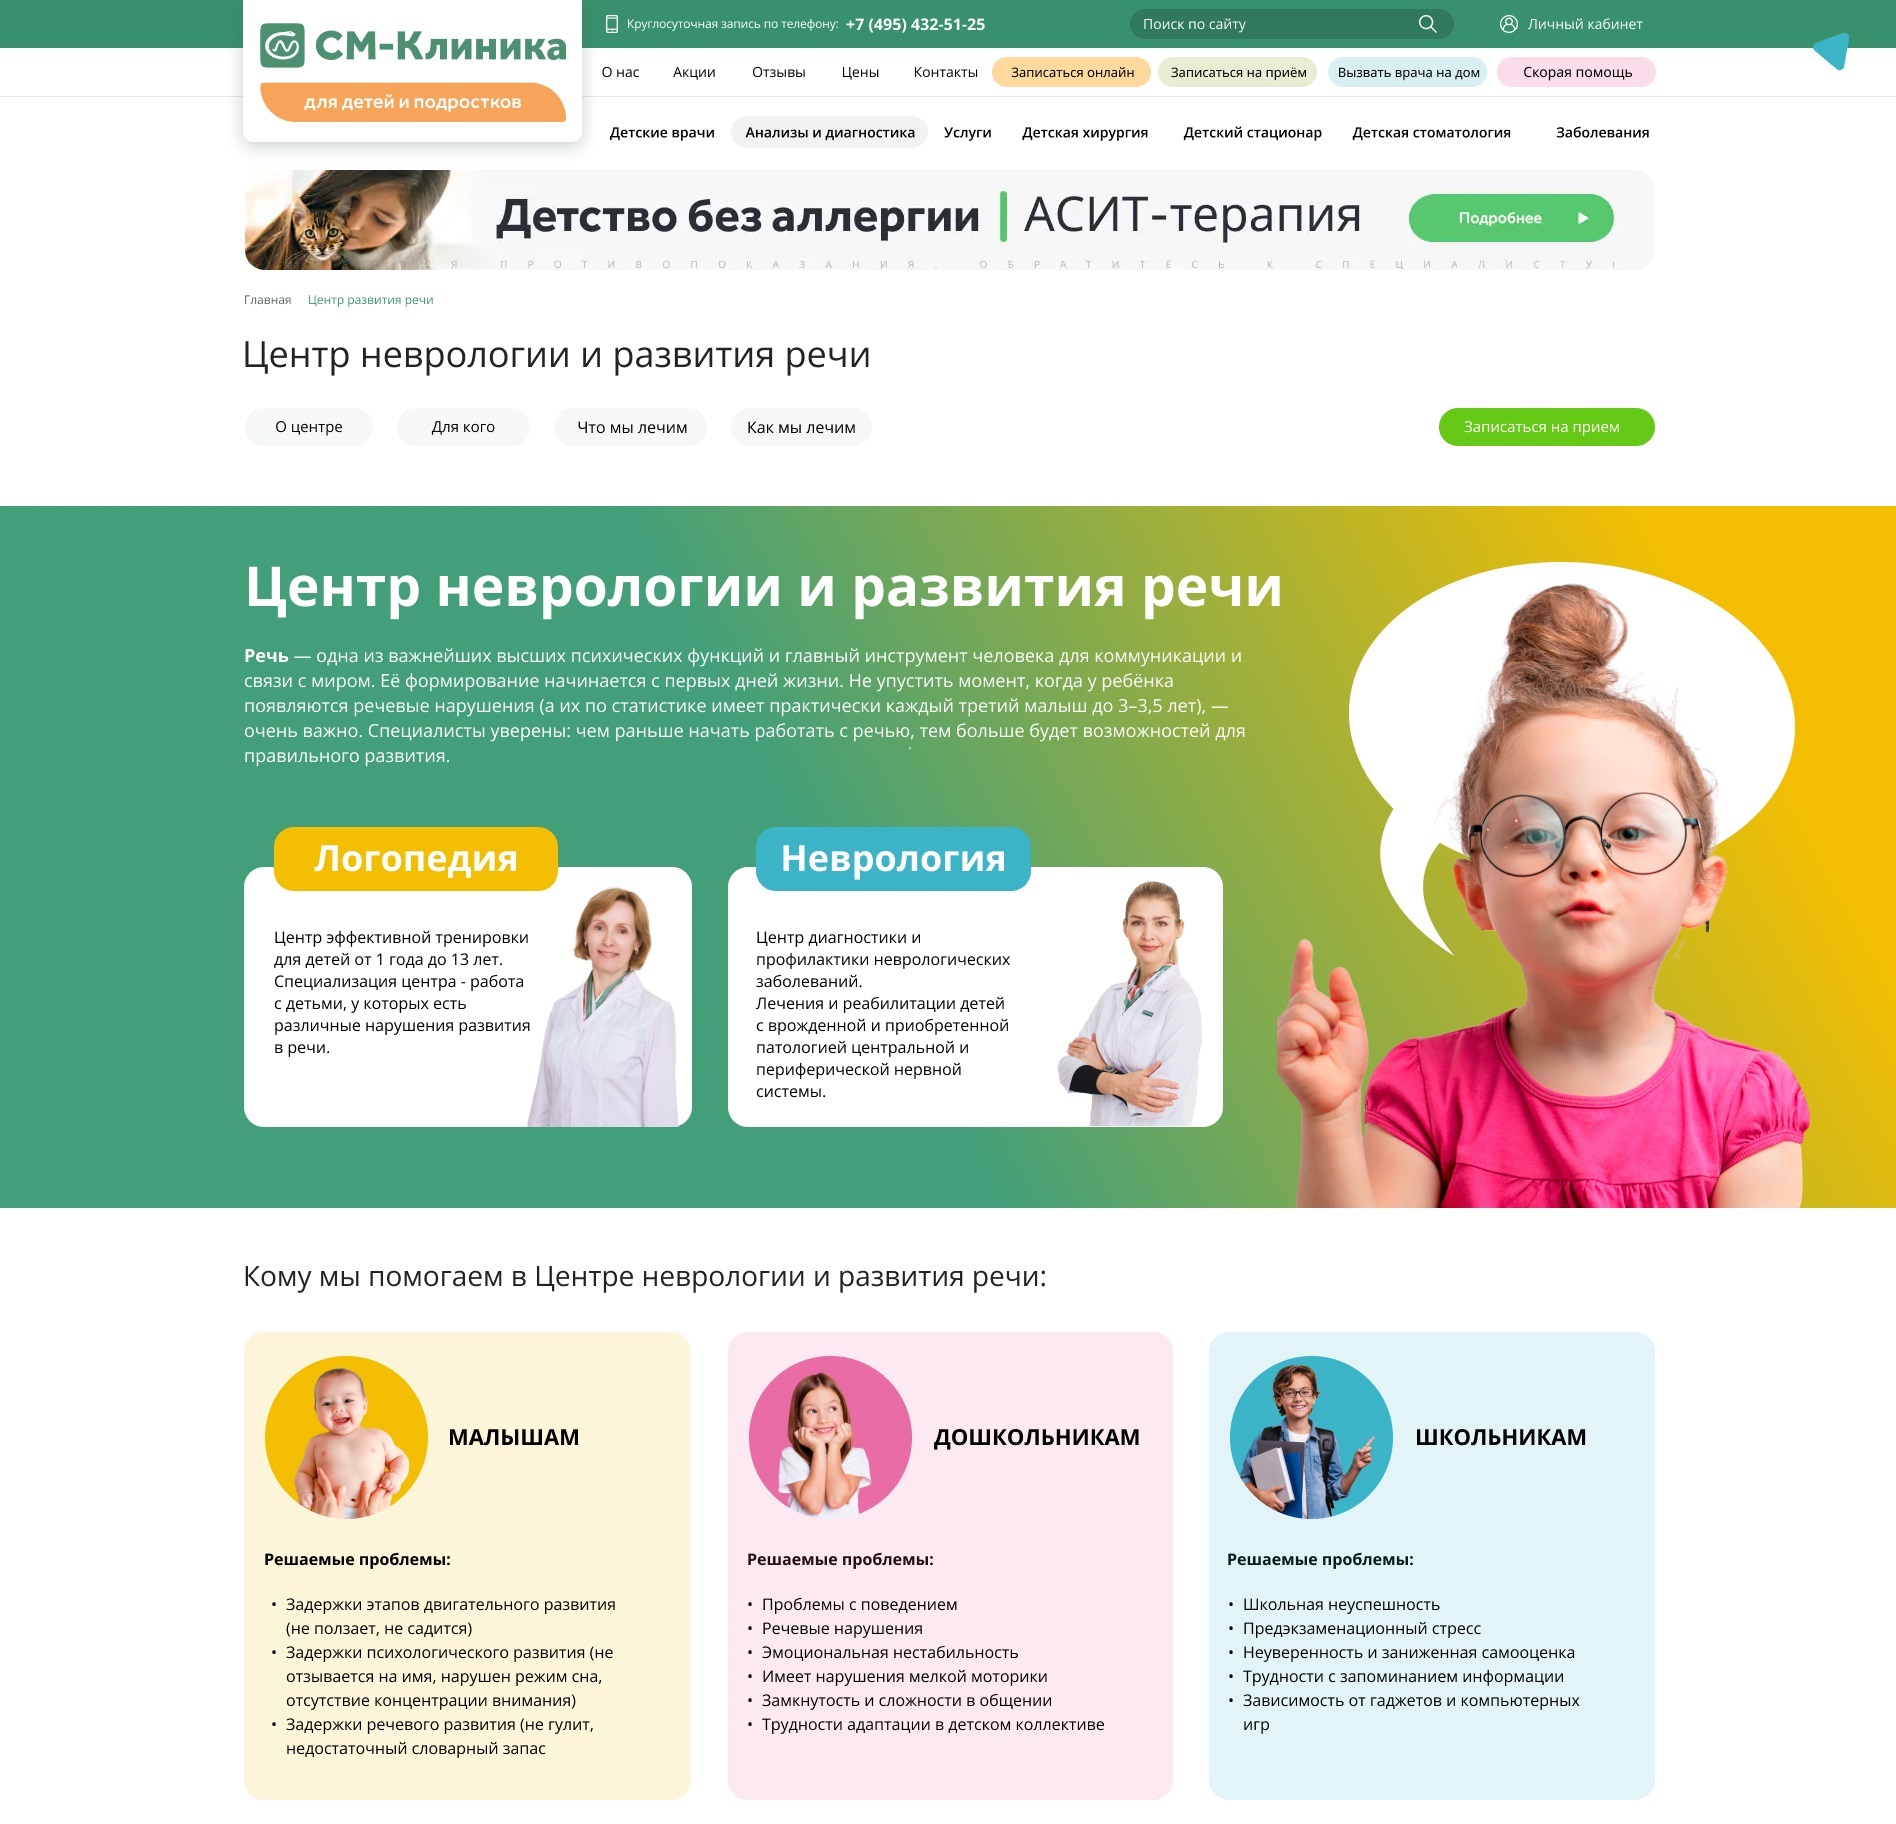 СМ-Клиника
для детей и подростков
Круглосуточная запись по телефону: +7 (495) 432-51-25
Поиск по сайту
Личный кабинет
О нас
Акции
Отзывы
Цены
Контакты
Записаться онлайн
Записаться на приём
Вызвать врача на дом
Скорая помощь
Детские врачи
Анализы и диагностика
Услуги
Детская хирургия
Детский стационар
Детская стоматология
Заболевания
Детство без аллергии | АСИТ-терапия
Подробнее
ПРОТИВОПОКАЗАНИЯ. ОБРАТИТЕСЬ К СПЕЦИАЛИСТУ
Главная
Центр развития речи
Центр неврологии и развития речи
О центре
Для кого
Что мы лечим
Как мы лечим
Записаться на прием
Центр неврологии и развития речи
Речь — одна из важнейших высших психических функций и главный инструмент человека для коммуникации и
связи с миром. Её формирование начинается с первых дней жизни. Не упустить момент, когда у ребёнка
появляются речевые нарушения (а их по статистике имеет практически каждый третий малыш до 3–3,5 лет), —
очень важно. Специалисты уверены: чем раньше начать работать с речью, тем больше будет возможностей для
правильного развития.
Логопедия
Центр эффективной тренировки
для детей от 1 года до 13 лет.
Специализация центра - работа
с детьми, у которых есть
различные нарушения развития
в речи.
Неврология
Центр диагностики и
профилактики неврологических
заболеваний.
Лечения и реабилитации детей
с врожденной и приобретенной
патологией центральной и
периферической нервной
системы.
Кому мы помогаем в Центре неврологии и развития речи:
МАЛЫШАМ
Решаемые проблемы:
• Задержки этапов двигательного развития
(не ползает, не садится)
• Задержки психологического развития (не
отзывается на имя, нарушен режим сна,
отсутствие концентрации внимания)
• Задержки речевого развития (не гулит,
недостаточный словарный запас
ДОШКОЛЬНИКАМ
Решаемые проблемы:
• Проблемы с поведением
• Речевые нарушения
• Эмоциональная нестабильность
• Имеет нарушения мелкой моторики
• Замкнутость и сложности в общении
• Трудности адаптации в детском коллективе
ШКОЛЬНИКАМ
Решаемые проблемы:
• Школьная неуспешность
• Предэкзаменационный стресс
• Неуверенность и заниженная самооценка
• Трудности с запоминанием информации
• Зависимость от гаджетов и компьютерных
игр